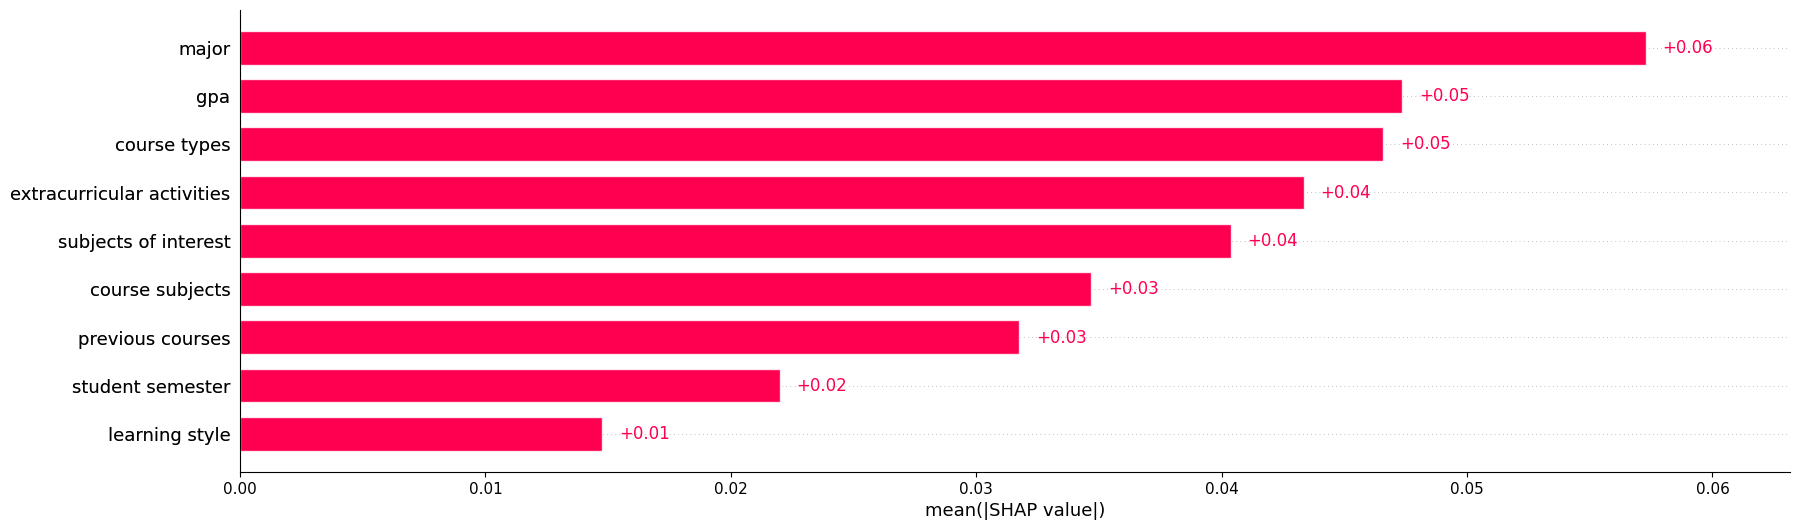 major +0.06
gpa +0.05
course types +0.05
extracurricular activities +0.04
subjects of interest +0.04
course subjects +0.03
previous courses +0.03
student semester +0.02
learning style +0.01
0.00 0.01 0.02 0.03 0.04 0.05 0.06
mean(|SHAP value|)